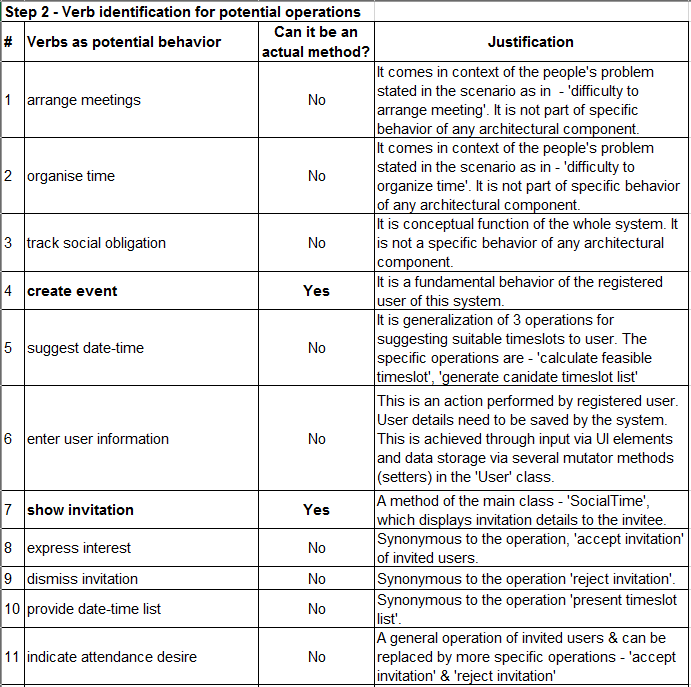 Step 2 - Verb identification for potential operations
# Verbs as potential behavior Can it be an actual method? Justification
1 arrange meetings No It comes in context of the people's problem
stated in the scenario as in - 'difficulty to
arrange meeting'. It is not part of specific
behavior of any architectural component.
2 organise time No It comes in context of the people's problem
stated in the scenario as in - 'difficulty to
organize time'. It is not part of specific behavior
of any architectural component.
3 track social obligation No It is conceptual function of the whole system. It
is not a specific behavior of any architectural
component.
4 create event Yes It is a fundamental behavior of the registered
user of this system.
5 suggest date-time No It is generalization of 3 operations for
suggesting suitable timeslots to user. The
specific operations are - 'calculate feasible
timeslot', 'generate canidate timeslot list'
6 enter user information No This is an action performed by registered user.
User details need to be saved by the system.
This is achieved through input via UI elements
and data storage via several mutator methods
(setters) in the 'User' class.
7 show invitation Yes A method of the main class - 'SocialTime',
which displays invitation details to the invitee.
8 express interest No Synonymous to the operation, 'accept invitation'
of invited users.
9 dismiss invitation No Synonymous to the operation 'reject invitation'.
10 provide date-time list No Synonymous to the operation 'present timeslot
list'.
11 indicate attendance desire No A general operation of invited users & can be
replaced by more specific operations - 'accept
invitation' & 'reject invitation'